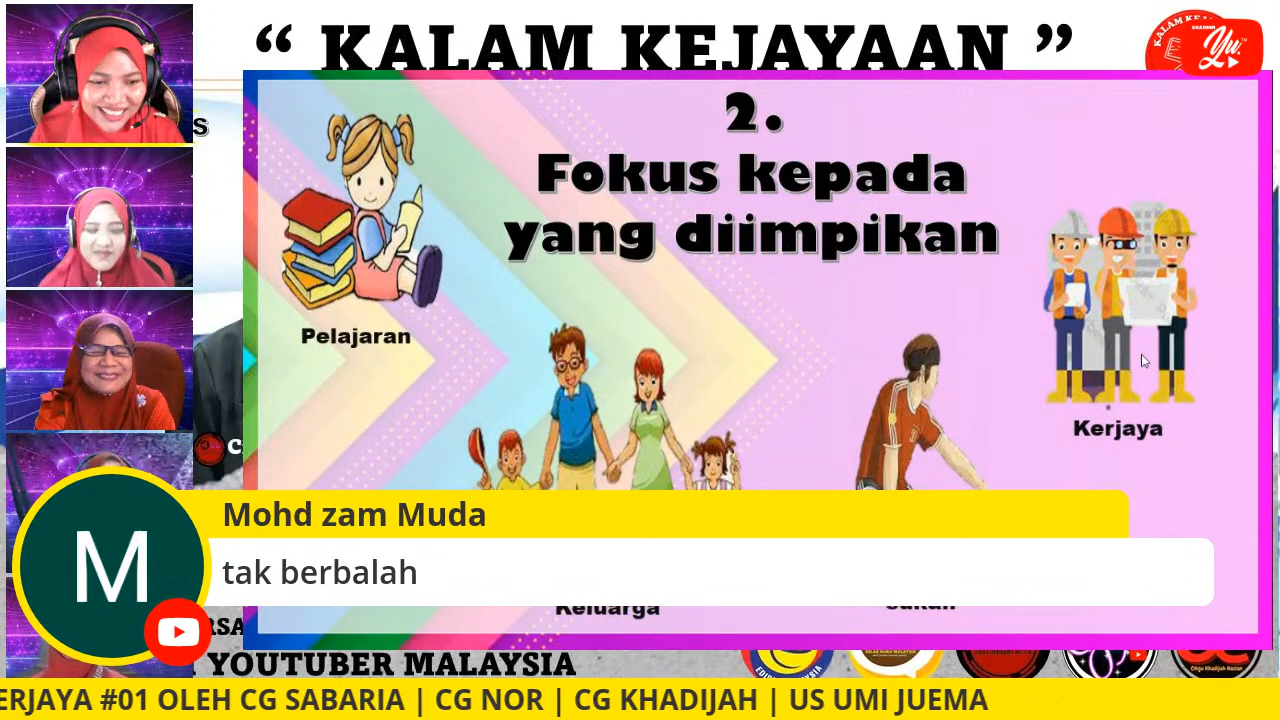 “ KALAM KEJAYAAN ”
2.
Fokus kepada
yang diimpikan
Pelajaran
Kerjaya
Mohd zam Muda
M
tak berbalah
Keluarga
Sukan
YOUTUBER MALAYSIA
ERJAYA #01 OLEH CG SABARIA | CG NOR | CG KHADIJAH | US UMI JUEMA